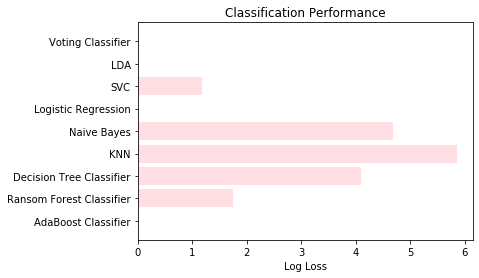 Classification Performance
Voting Classifier
LDA
SVC
Logistic Regression
Naive Bayes
KNN
Decision Tree Classifier
Ransom Forest Classifier
AdaBoost Classifier
0 1 2 3 4 5 6
Log Loss